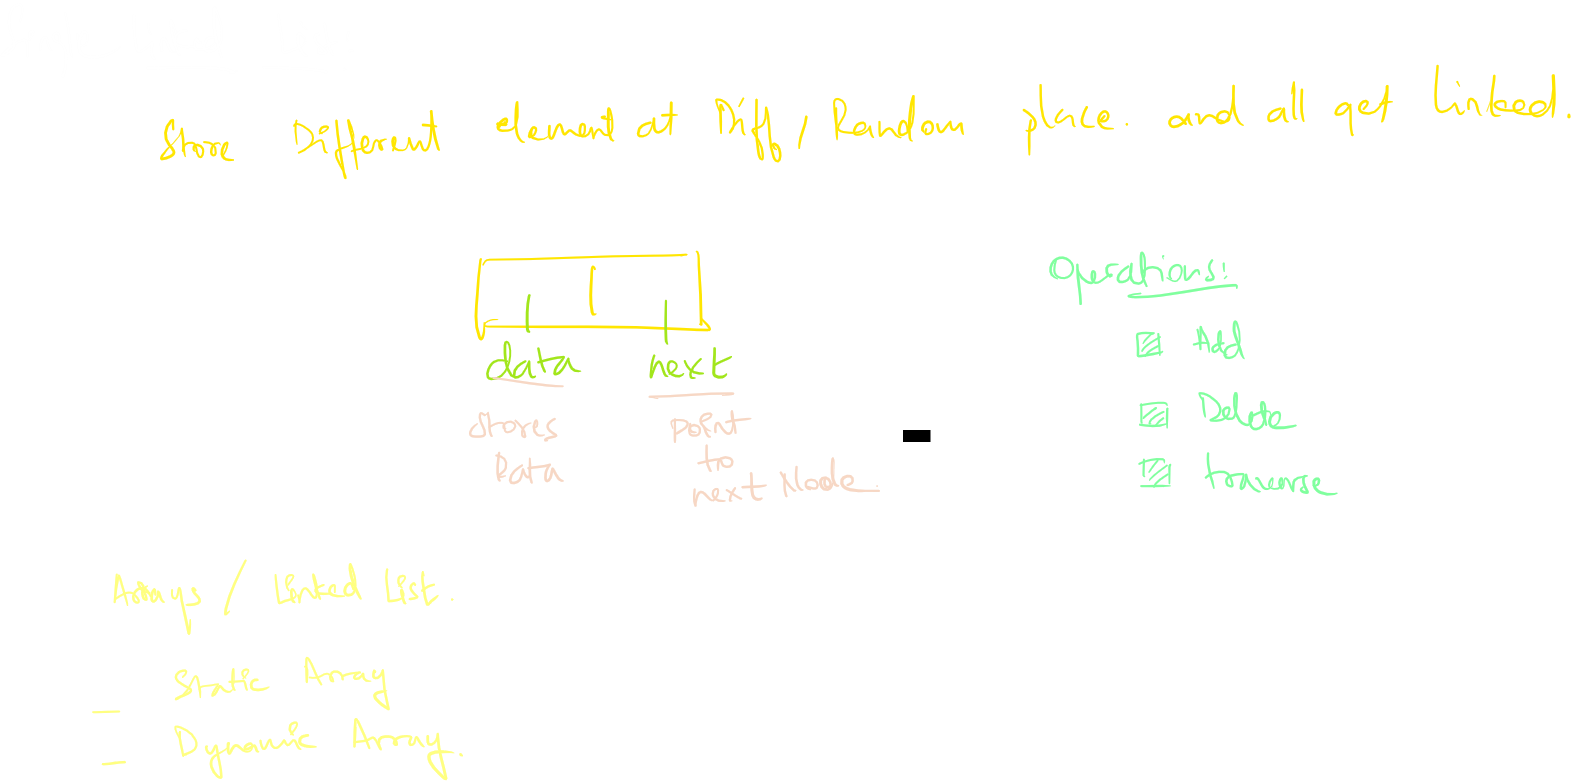 Store Different element at Diff, Random place. and all get linked.
data next
stores Data
point to next Node.
Operations:
Add
Delete
traverse
Arrays / Linked List.
- Static Array
- Dynamic Array.